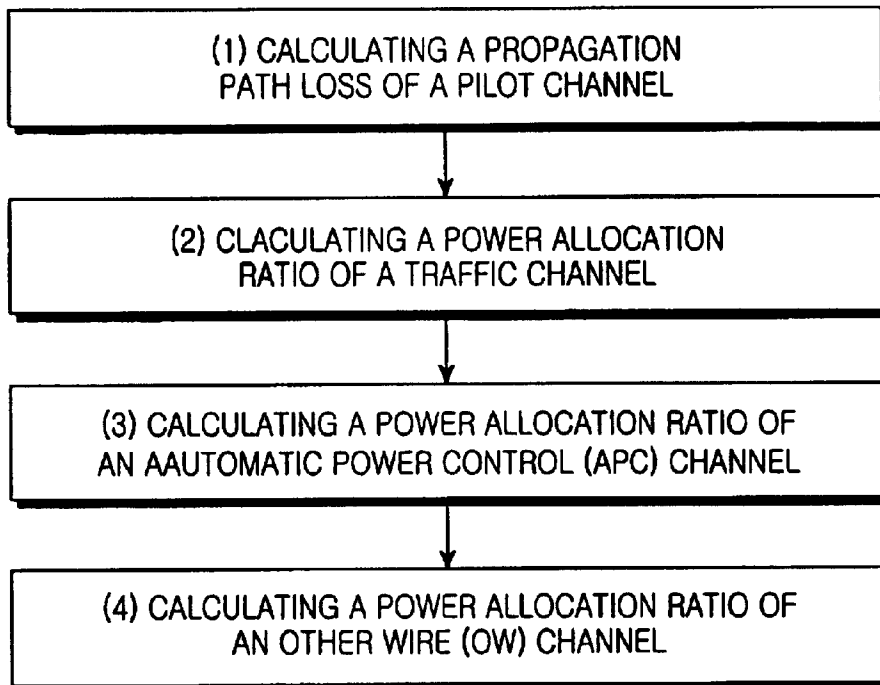 (1) CALCULATING A PROPAGATION
PATH LOSS OF A PILOT CHANNEL
(2) CLACULATING A POWER ALLOCATION
RATIO OF A TRAFFIC CHANNEL
(3) CALCULATING A POWER ALLOCATION RATIO OF
AN AAUTOMATIC POWER CONTROL (APC) CHANNEL
(4) CALCULATING A POWER ALLOCATION RATIO OF
AN OTHER WIRE (OW) CHANNEL